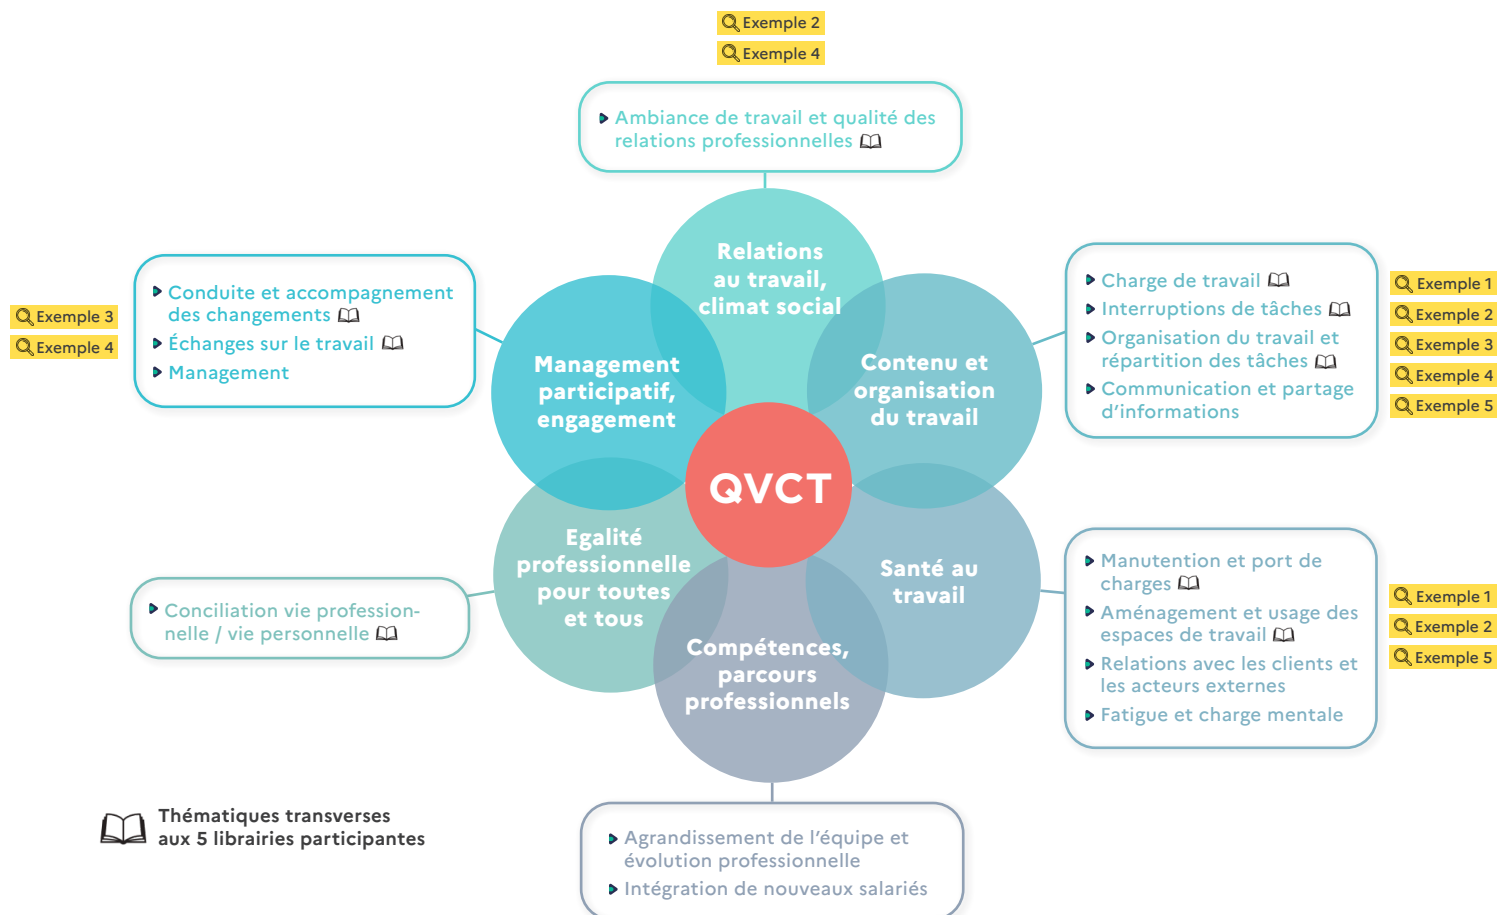 Exemple 2
Exemple 4
Ambiance de travail et qualité des
relations professionnelles
Relations
au travail,
climat social
Exemple 3
Exemple 4
Conduite et accompagnement
des changements
Échanges sur le travail
Management
Management
participatif,
engagement
Contenu et
organisation
du travail
Charge de travail
Interruptions de tâches
Organisation du travail et
répartition des tâches
Communication et partage
d'informations
Exemple 1
Exemple 2
Exemple 3
Exemple 4
Exemple 5
QVCT
Conciliation vie profession-
nelle / vie personnelle
Egalité
professionnelle
pour toutes
et tous
Santé au
travail
Manutention et port de
charges
Aménagement et usage des
espaces de travail
Relations avec les clients et
les acteurs externes
Fatigue et charge mentale
Exemple 1
Exemple 2
Exemple 5
Compétences,
parcours
professionnels
Thématiques transverses
aux 5 librairies participantes
Agrandissement de l'équipe et
évolution professionnelle
Intégration de nouveaux salariés